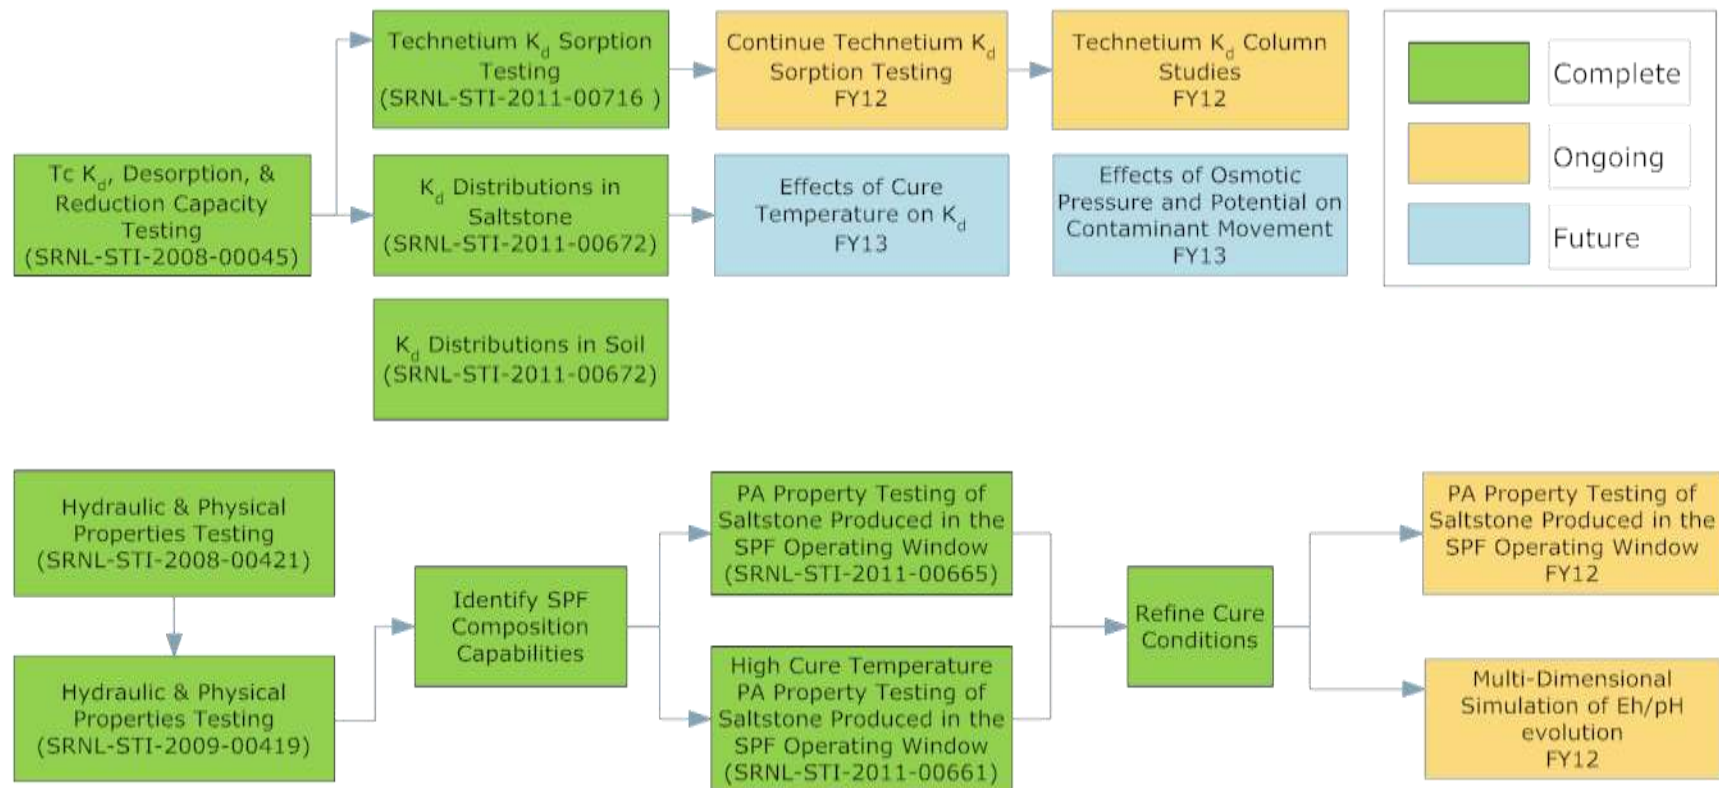 Technetium Kd Sorption
Testing
(SRNL-STI-2011-00716 )
Continue Technetium Kd
Sorption Testing
FY12
Technetium Kd Column
Studies
FY12
Complete
Ongoing
Future
Tc Kd, Desorption, &
Reduction Capacity
Testing
(SRNL-STI-2008-00045)
Kd Distributions in
Saltstone
(SRNL-STI-2011-00672)
Effects of Cure
Temperature on Kd
FY13
Effects of Osmotic
Pressure and Potential on
Contaminant Movement
FY13
Kd Distributions in Soil
(SRNL-STI-2011-00672)
Hydraulic & Physical
Properties Testing
(SRNL-STI-2008-00421)
Hydraulic & Physical
Properties Testing
(SRNL-STI-2009-00419)
Identify SPF
Composition
Capabilities
PA Property Testing of
Saltstone Produced in the
SPF Operating Window
(SRNL-STI-2011-00665)
High Cure Temperature
PA Property Testing of
Saltstone Produced in the
SPF Operating Window
(SRNL-STI-2011-00661)
Refine Cure
Conditions
PA Property Testing of
Saltstone Produced in the
SPF Operating Window
FY12
Multi-Dimensional
Simulation of Eh/pH
evolution
FY12